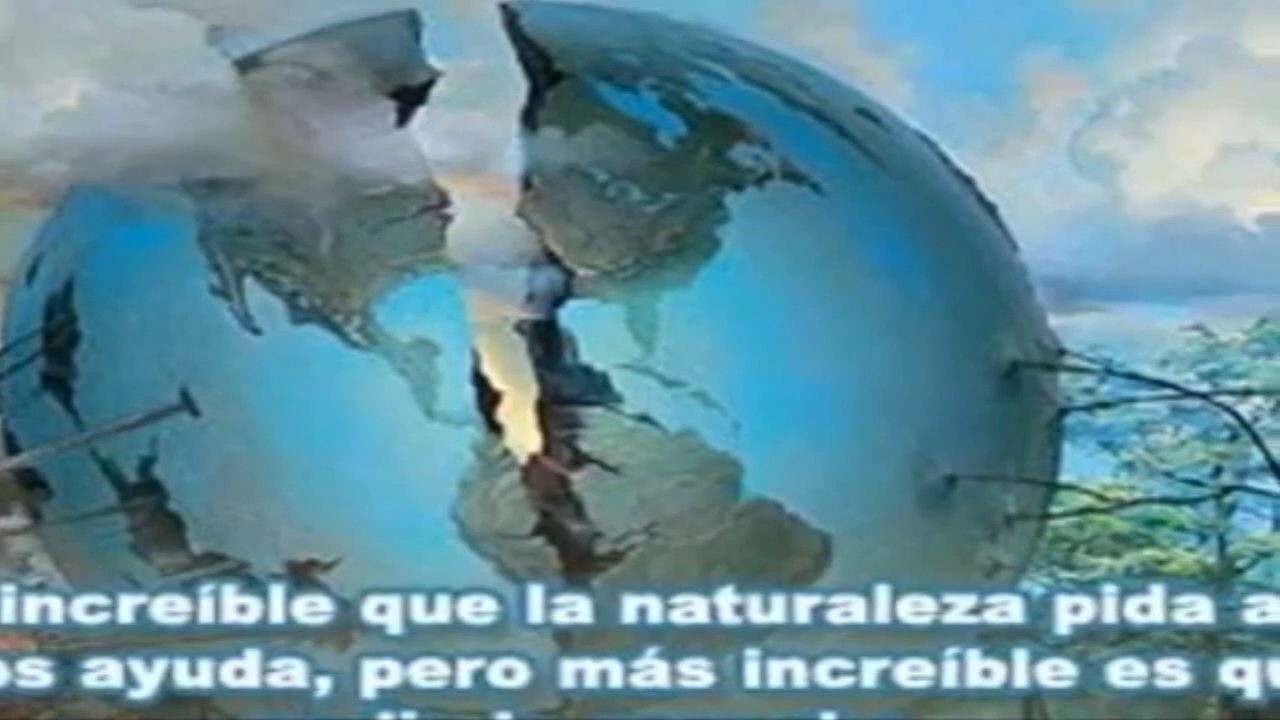 increíble que la naturaleza pida a
os ayuda, pero más increíble es qu